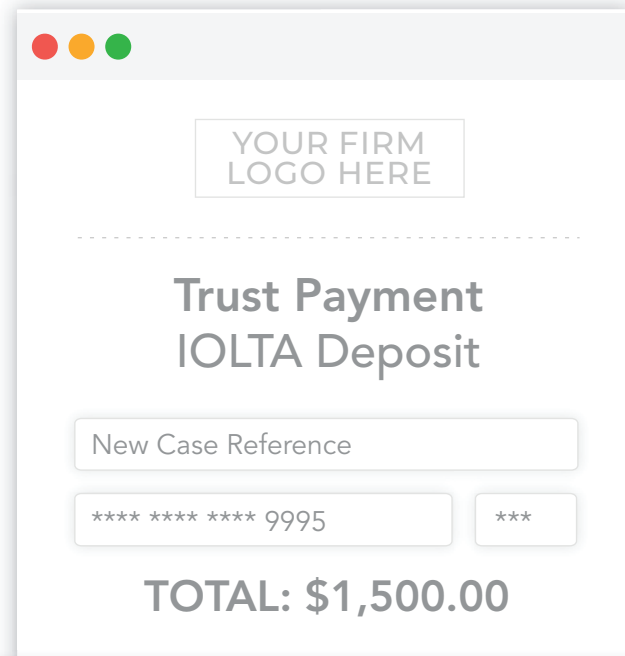 YOUR FIRM
LOGO HERE
Trust Payment
IOLTA Deposit
New Case Reference
**** **** **** 9995 ***
TOTAL: $1,500.00